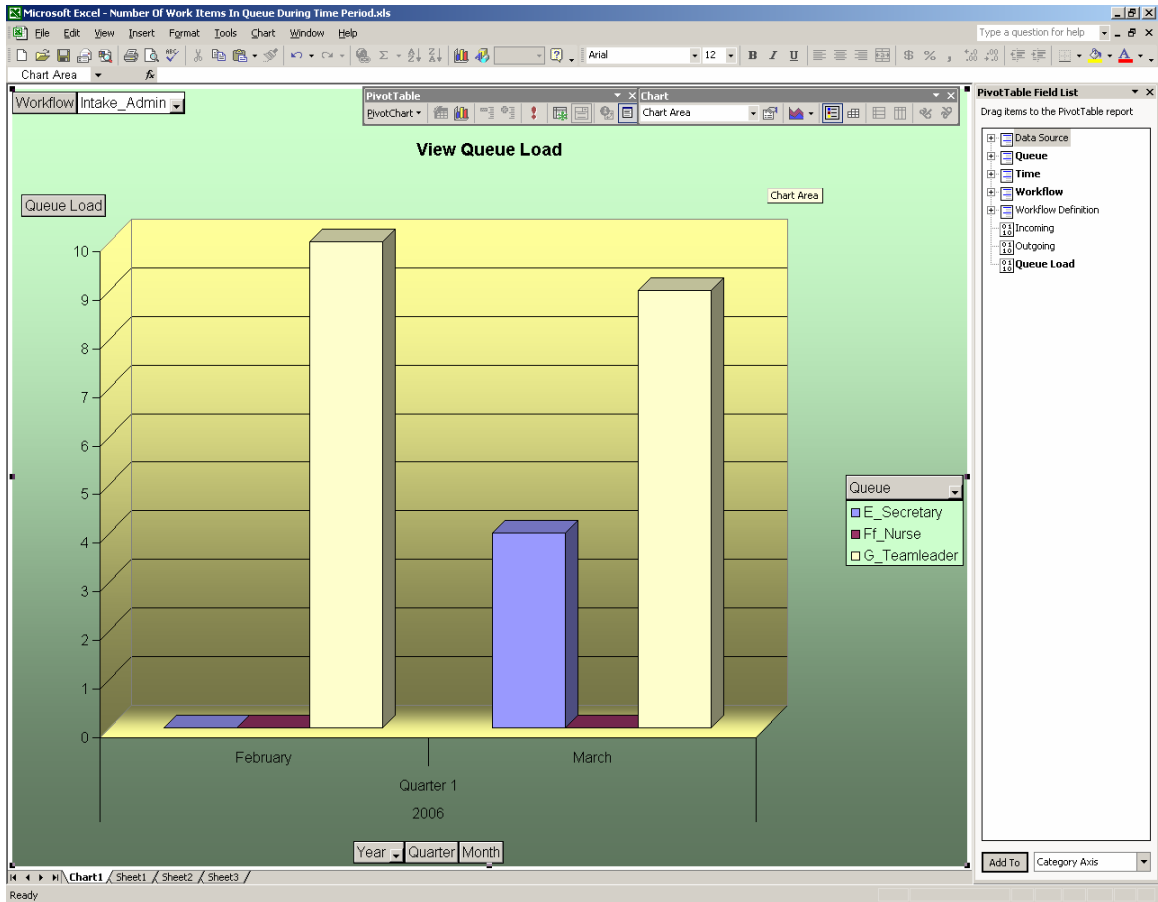 Microsoft Excel - Number Of Work Items In Queue During Time Period.xls
File Edit View Insert Format Tools Chart Window Help
Type a question for help
Arial
12
B I U
$ % ,
Chart Area
fx
Workflow Intake_Admin
PivotTable
PivotChart
Chart
Chart Area
View Queue Load
Queue Load
Chart Area
10
9
8
7
6
5
4
3
2
1
0
February
March
Quarter 1
2006
Year Quarter Month
Queue
E_Secretary
Ff_Nurse
G_Teamleader
PivotTable Field List
Drag items to the PivotTable report
Data Source
Queue
Time
Workflow
Workflow Definition
Incoming
Outgoing
Queue Load
Add To
Category Axis
Chart1 / Sheet1 / Sheet2 / Sheet3 /
Ready